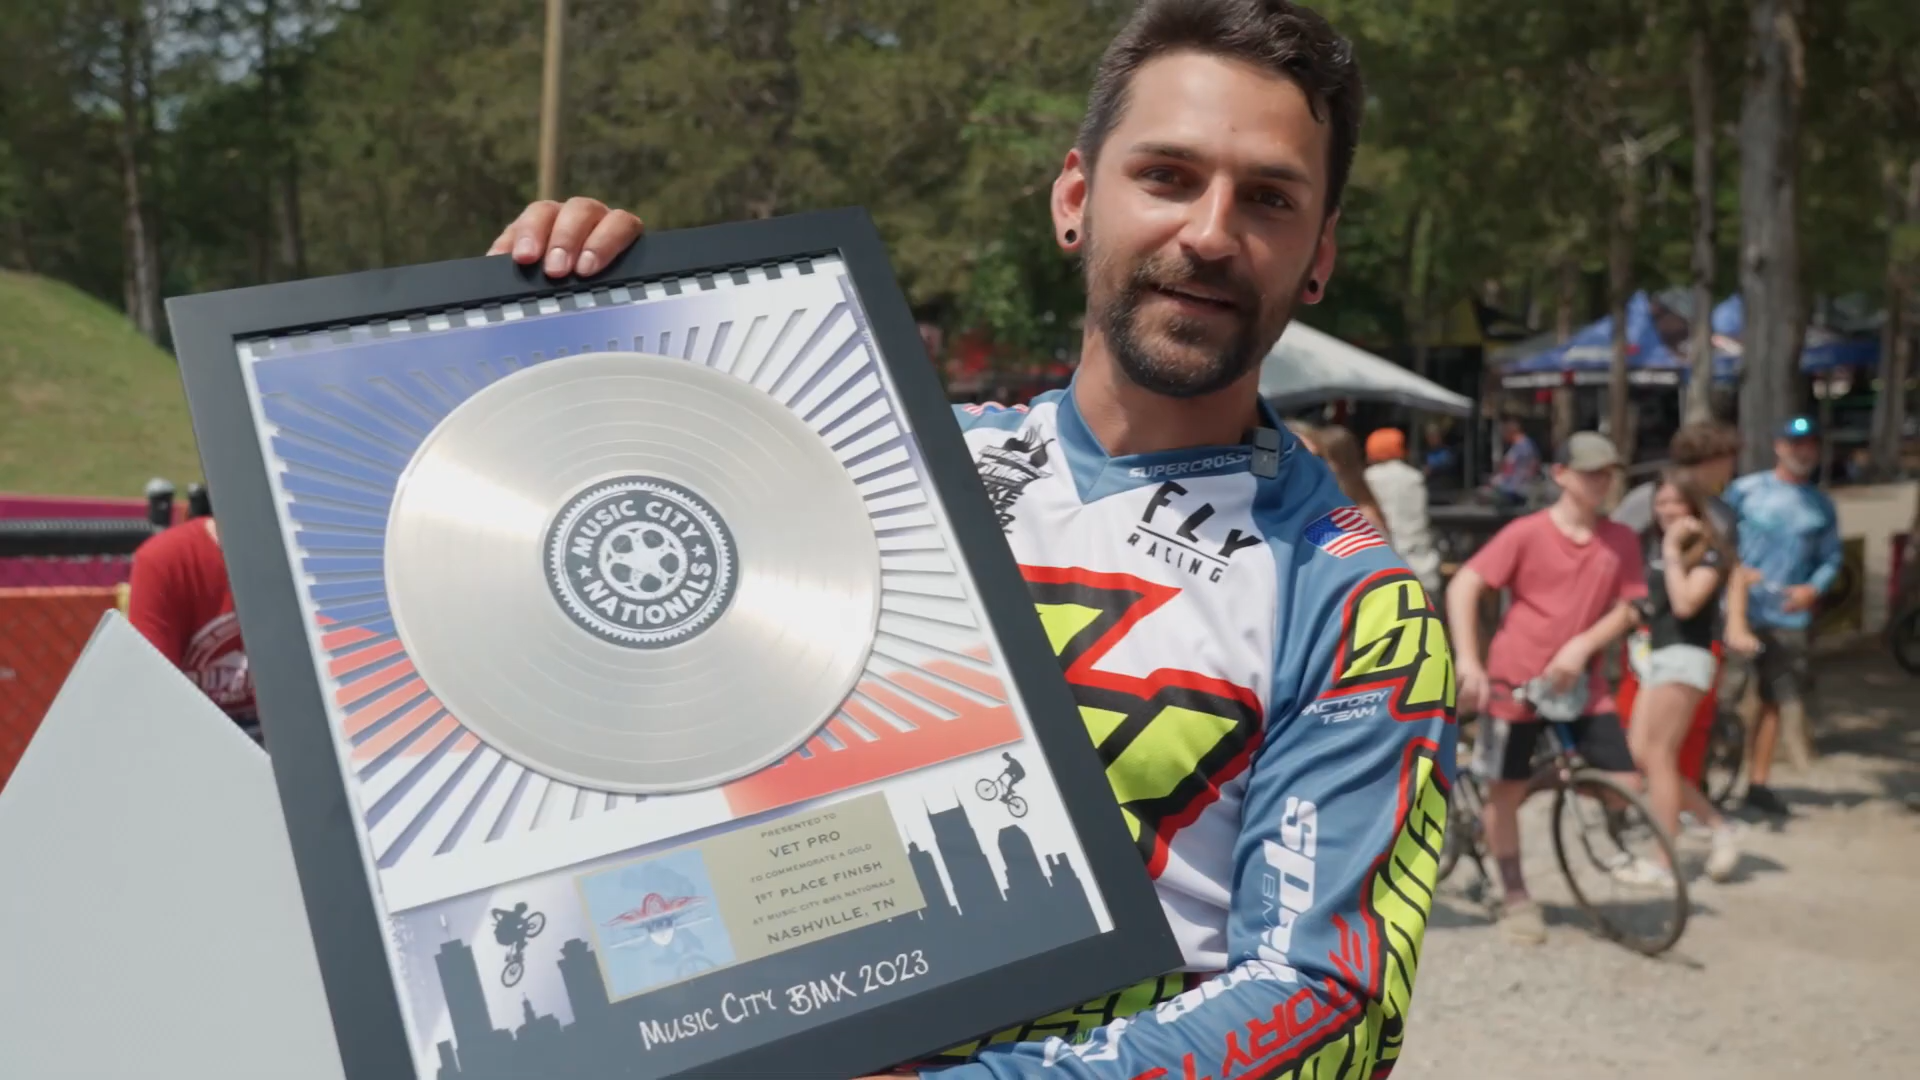 MUSIC CITY
NATIONALS
PRESENTED TO
VET PRO
TO COMMEMORATE A GOLD
1ST PLACE FINISH
AT MUSIC CITY BMX NATIONALS
NASHVILLE, TN
MUSIC CITY BMX 2023
SUPERCROSS
FLY
RACING
FACTORY
TEAM